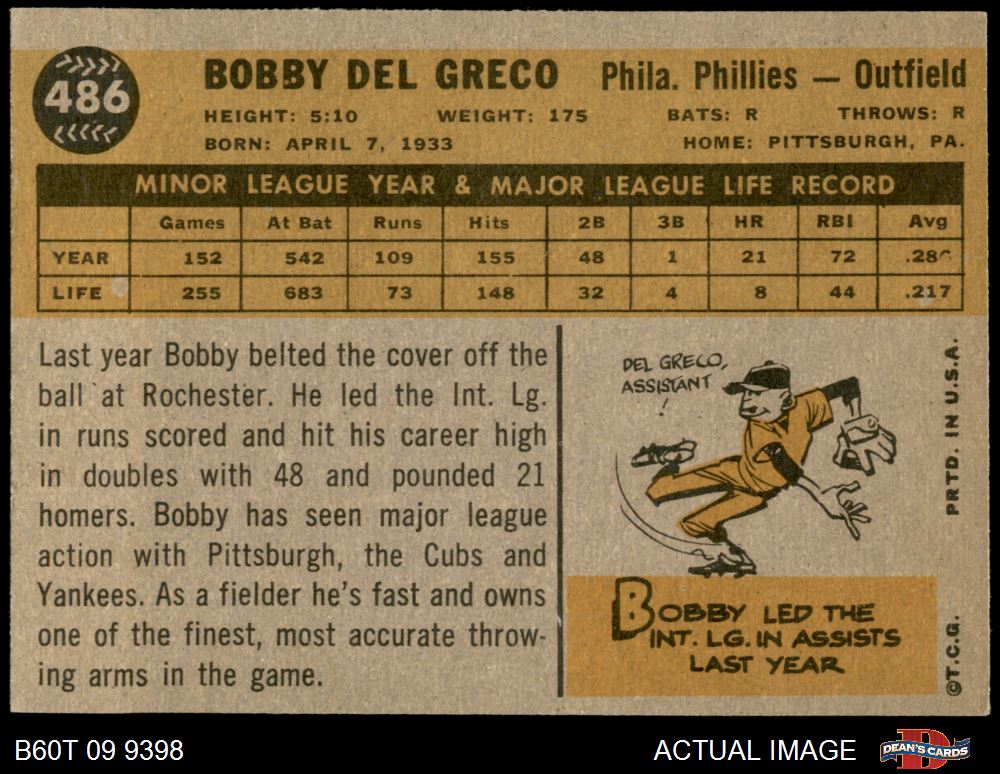 486
BOBBY DEL GRECO Phila. Phillies — Outfield
HEIGHT: 5:10 WEIGHT: 175 BATS: R THROWS: R
BORN: APRIL 7, 1933 HOME: PITTSBURGH, PA.
MINOR LEAGUE YEAR & MAJOR LEAGUE LIFE RECORD
Games At Bat Runs Hits 2B 3B HR RBI Avg
YEAR 152 542 109 155 48 1 21 72
LIFE 255 683 73 148 32 4 8 44 .217
Last year Bobby belted the cover off the
ball at Rochester. He led the Int. Lg.
in runs scored and hit his career high
in doubles with 48 and pounded 21
homers. Bobby has seen major league
action with Pittsburgh, the Cubs and
Yankees. As a fielder he's fast and owns
one of the finest, most accurate throw-
ing arms in the game.
DEL GRECO,
ASSISTANT
!
BOBBY LED THE
INT. LG. IN ASSISTS
LAST YEAR
©T.C.G. PRTD. IN U.S.A.
B60T 09 9398 ACTUAL IMAGE
DEAN'S CARDS